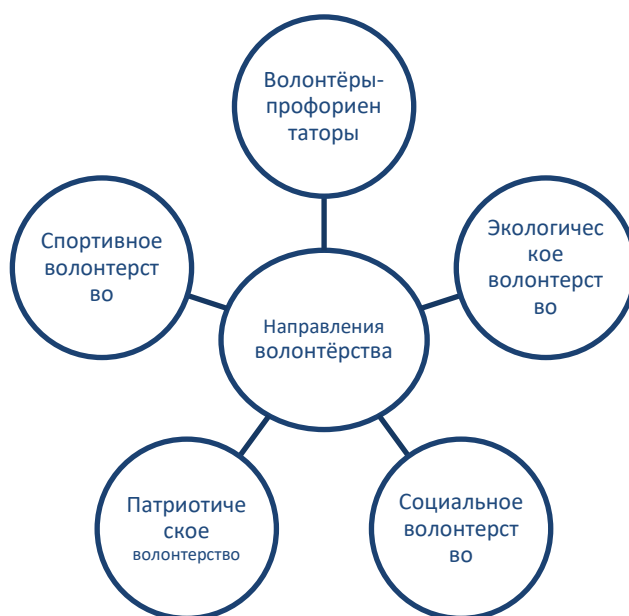 Волонтёры-
профориен
таторы
Спортивное
волонтерст
во
Экологичес
кое
волонтерст
во
Направления
волонтёрства
Патриотиче
ское
волонтерство
Социальное
волонтерст
во